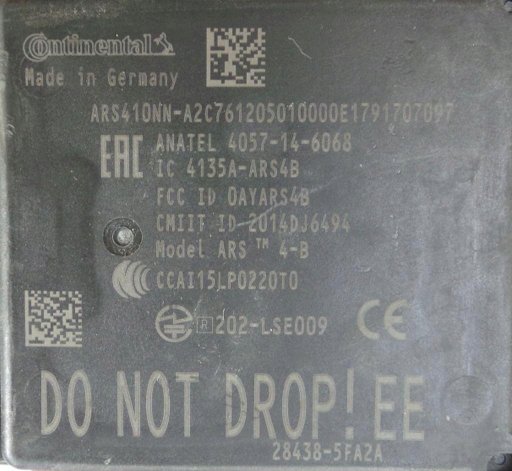 Continental
Made in Germany
ARS410NN-A2C761205010000E1791707097
EAC
ANATEL 4057-14-6068
IC 4135A-ARS4B
FCC ID OAYARS4B
CMIIT ID 2014DJ6494
Model ARS ™ 4-B
CCAI15LP0220T0
R 202-LSE009 CE
DO NOT DROP! EE
28438-5FA2A